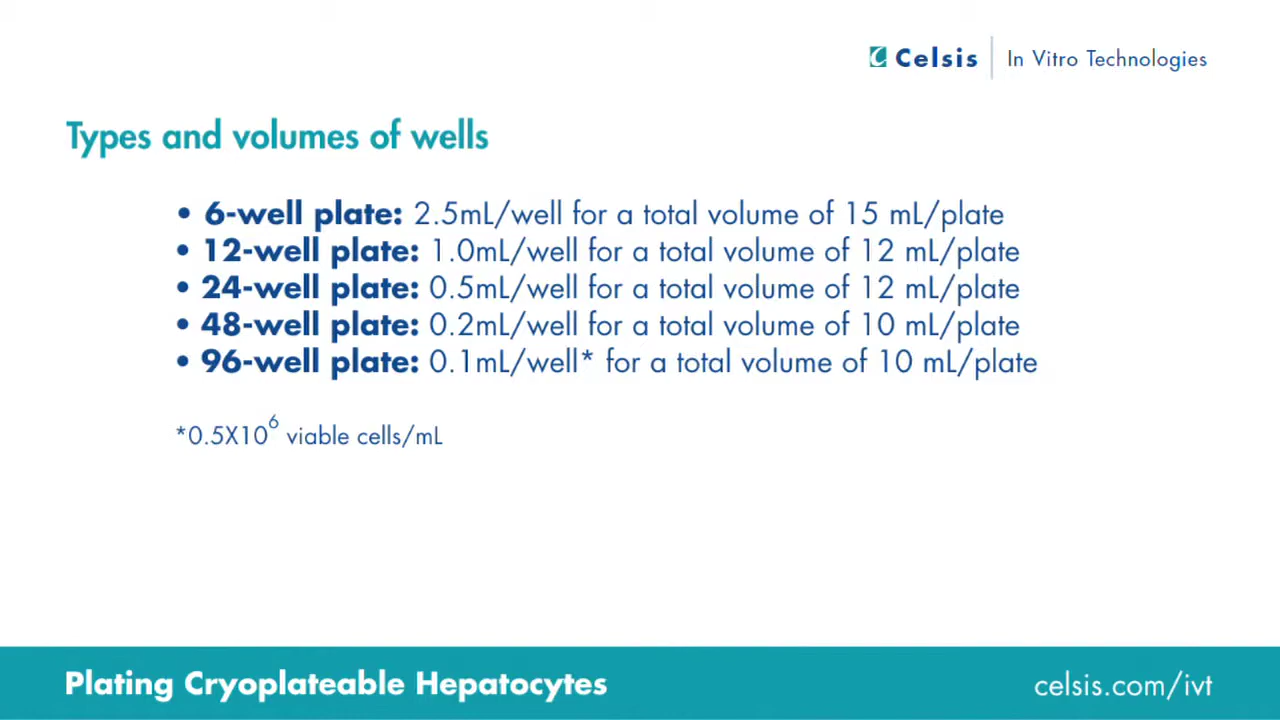 Celsis | In Vitro Technologies
Types and volumes of wells
• 6-well plate: 2.5mL/well for a total volume of 15 mL/plate
• 12-well plate: 1.0mL/well for a total volume of 12 mL/plate
• 24-well plate: 0.5mL/well for a total volume of 12 mL/plate
• 48-well plate: 0.2mL/well for a total volume of 10 mL/plate
• 96-well plate: 0.1mL/well* for a total volume of 10 mL/plate
*0.5X10⁶ viable cells/mL
Plating Cryoplateable Hepatocytes
celsis.com/ivt